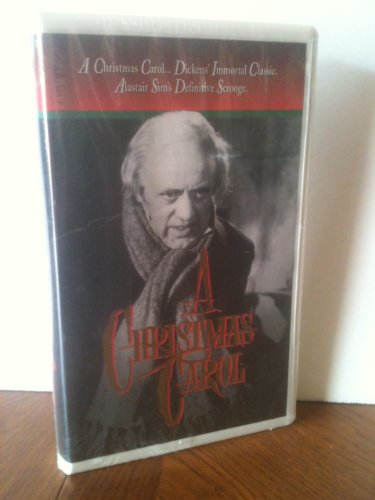 A Christmas Carol... Dickens' Immortal Classic.
Alastair Sim's Definitive Scrooge.
A
CHRISTMAS
CAROL